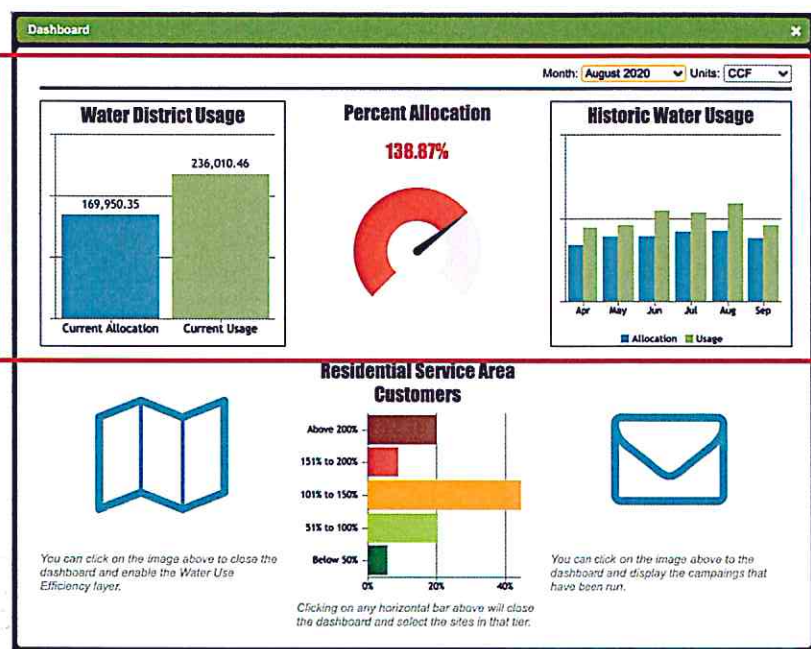 Dashboard
×
Month: August 2020 Units: CCF
Water District Usage
236,010.46
169,950.35
Current Allocation Current Usage
Percent Allocation
138.87%
Historic Water Usage
Apr May Jun Jul Aug Sep
Allocation Usage
Residential Service Area
Customers
Above 200%
151% to 200%
101% to 150%
51% to 100%
Below 50%
0% 20% 40%
You can click on the image above to close the
dashboard and enable the Water Use
Efficiency layer.
Clicking on any horizontal bar above will close
the dashboard and select the sites in that tier.
You can click on the image above to the
dashboard and display the campaings that
have been run.